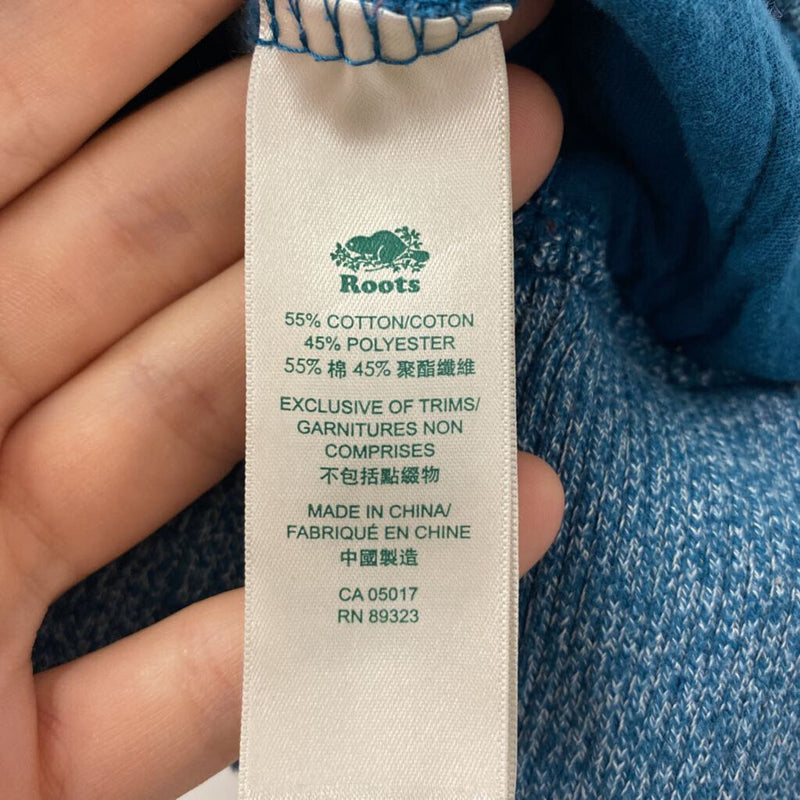 Roots
55% COTTON/COTON
45% POLYESTER
55% 棉 45% 聚酯纖維
EXCLUSIVE OF TRIMS/
GARNITURES NON
COMPRISES
不包括點綴物
MADE IN CHINA/
FABRIQUÉ EN CHINE
中國製造
CA 05017
RN 89323